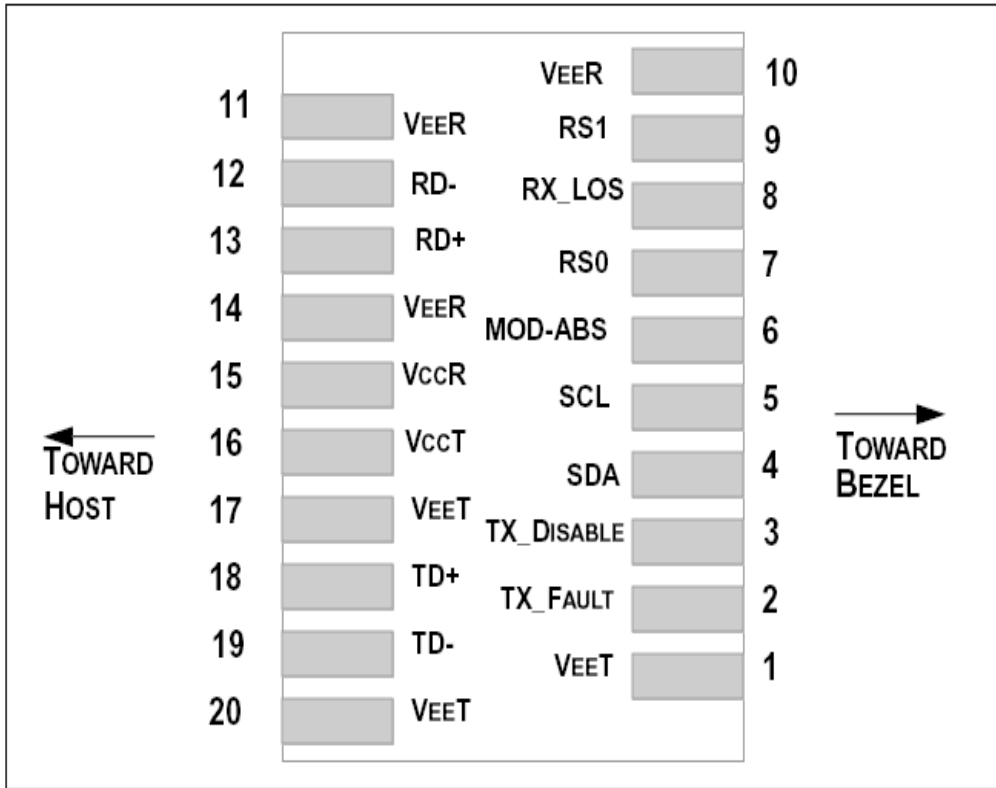 VEER 10
11 VEER
RS1 9
12 RD-
RX_LOS 8
13 RD+
RS0 7
14 VEER
MOD-ABS 6
15 VCCR
SCL 5
16 VCCT
TOWARD HOST
TOWARD BEZEL
SDA 4
17 VEET
TX_DISABLE 3
18 TD+
TX_FAULT 2
19 TD-
VEET 1
20 VEET